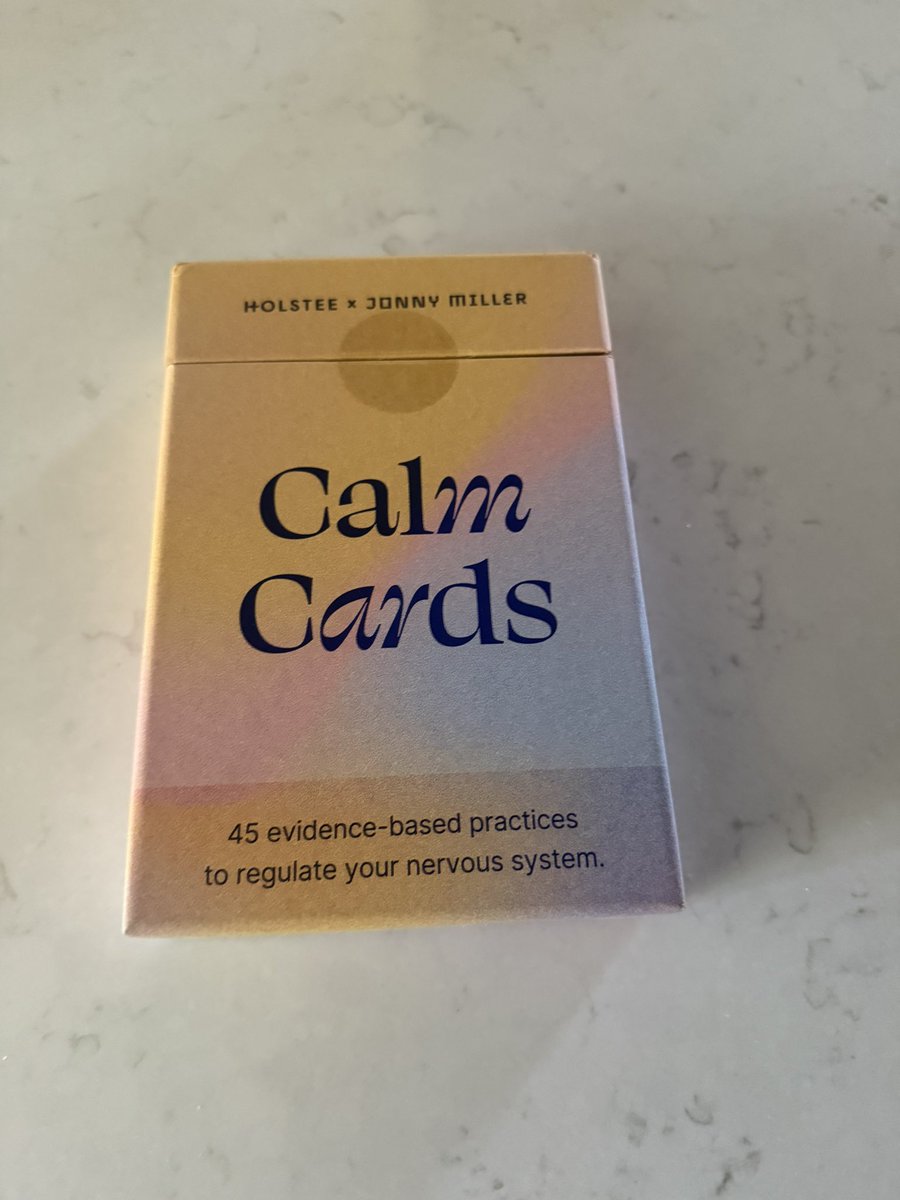 HOLSTEE × JONNY MILLER
Calm
Cards
45 evidence-based practices
to regulate your nervous system.